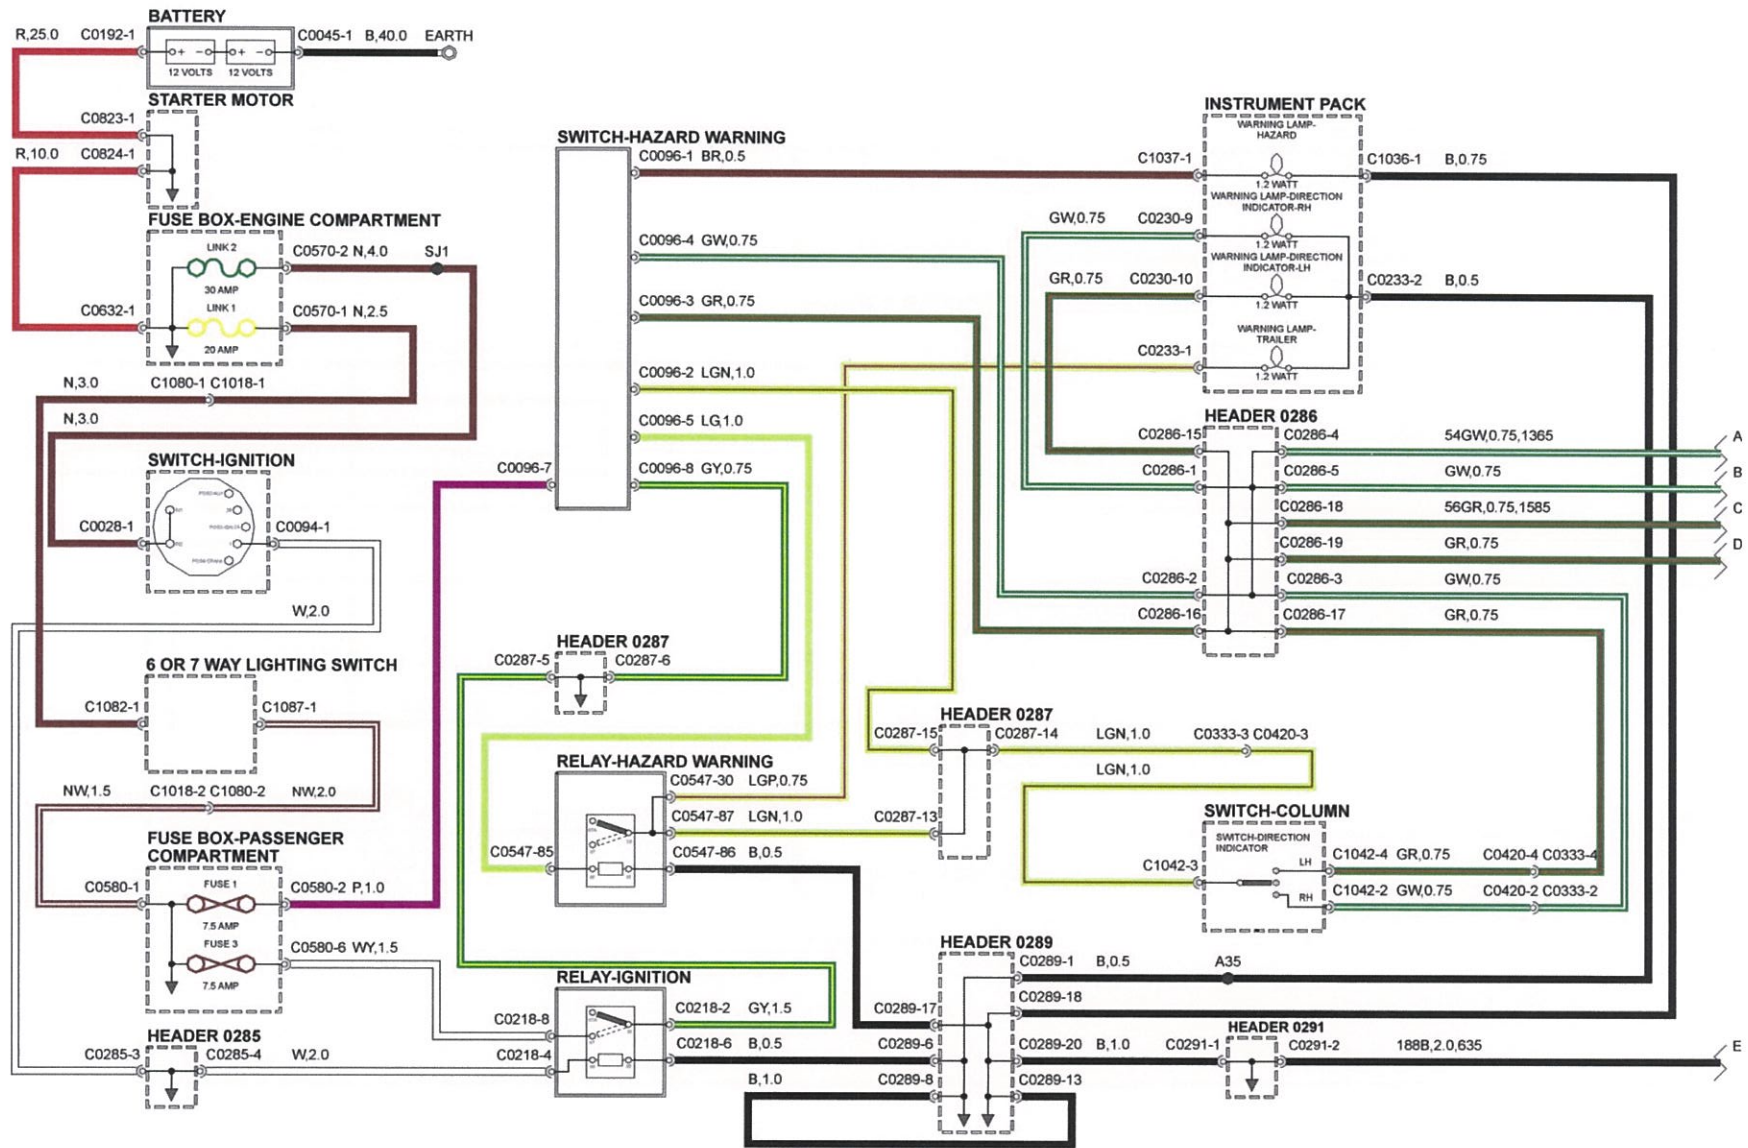 BATTERY
R,25.0 C0192-1
C0045-1 B,40.0 EARTH
+ - + -
12 VOLTS 12 VOLTS
STARTER MOTOR
C0823-1
R,10.0 C0824-1
FUSE BOX-ENGINE COMPARTMENT
LINK 2
C0570-2 N,4.0 SJ1
30 AMP
LINK 1
C0632-1
C0570-1 N,2.5
20 AMP
N,3.0 C1080-1 C1018-1
N,3.0
SWITCH-IGNITION
C0028-1
C0094-1
W,2.0
6 OR 7 WAY LIGHTING SWITCH
C1082-1
C1087-1
NW,1.5 C1018-2 C1080-2 NW,2.0
FUSE BOX-PASSENGER
COMPARTMENT
C0580-1
FUSE 1
C0580-2 P,1.0
7.5 AMP
FUSE 3
C0580-6 WY,1.5
7.5 AMP
HEADER 0285
C0285-3
C0285-4 W,2.0
SWITCH-HAZARD WARNING
C0096-1 BR,0.5
C0096-4 GW,0.75
C0096-3 GR,0.75
C0096-2 LGN,1.0
C0096-5 LG,1.0
C0096-7
C0096-8 GY,0.75
HEADER 0287
C0287-5
C0287-6
RELAY-HAZARD WARNING
C0547-30 LGP,0.75
C0547-87 LGN,1.0
C0547-85
C0547-86 B,0.5
RELAY-IGNITION
C0218-8
C0218-2 GY,1.5
C0218-4
C0218-6 B,0.5
B,1.0
INSTRUMENT PACK
WARNING LAMP-
HAZARD
C1037-1
C1036-1 B,0.75
1.2 WATT
WARNING LAMP-DIRECTION
INDICATOR-RH
GW,0.75 C0230-9
1.2 WATT
WARNING LAMP-DIRECTION
INDICATOR-LH
GR,0.75 C0230-10
C0233-2 B,0.5
1.2 WATT
WARNING LAMP-
TRAILER
C0233-1
1.2 WATT
HEADER 0286
C0286-15
C0286-4 54GW,0.75,1365 A
C0286-1
C0286-5 GW,0.75 B
C0286-18 56GR,0.75,1585 C
C0286-19 GR,0.75 D
C0286-2
C0286-3 GW,0.75
C0286-16
C0286-17 GR,0.75
HEADER 0287
C0287-15
C0287-14 LGN,1.0 C0333-3 C0420-3
LGN,1.0
C0287-13
SWITCH-COLUMN
SWITCH-DIRECTION
INDICATOR
C1042-3
LH
C1042-4 GR,0.75 C0420-4 C0333-4
RH
C1042-2 GW,0.75 C0420-2 C0333-2
HEADER 0289
C0289-1 B,0.5 A35
C0289-17
C0289-18
C0289-6
C0289-20 B,1.0
C0289-8
C0289-13
HEADER 0291
C0291-1
C0291-2 188B,2.0,635 E